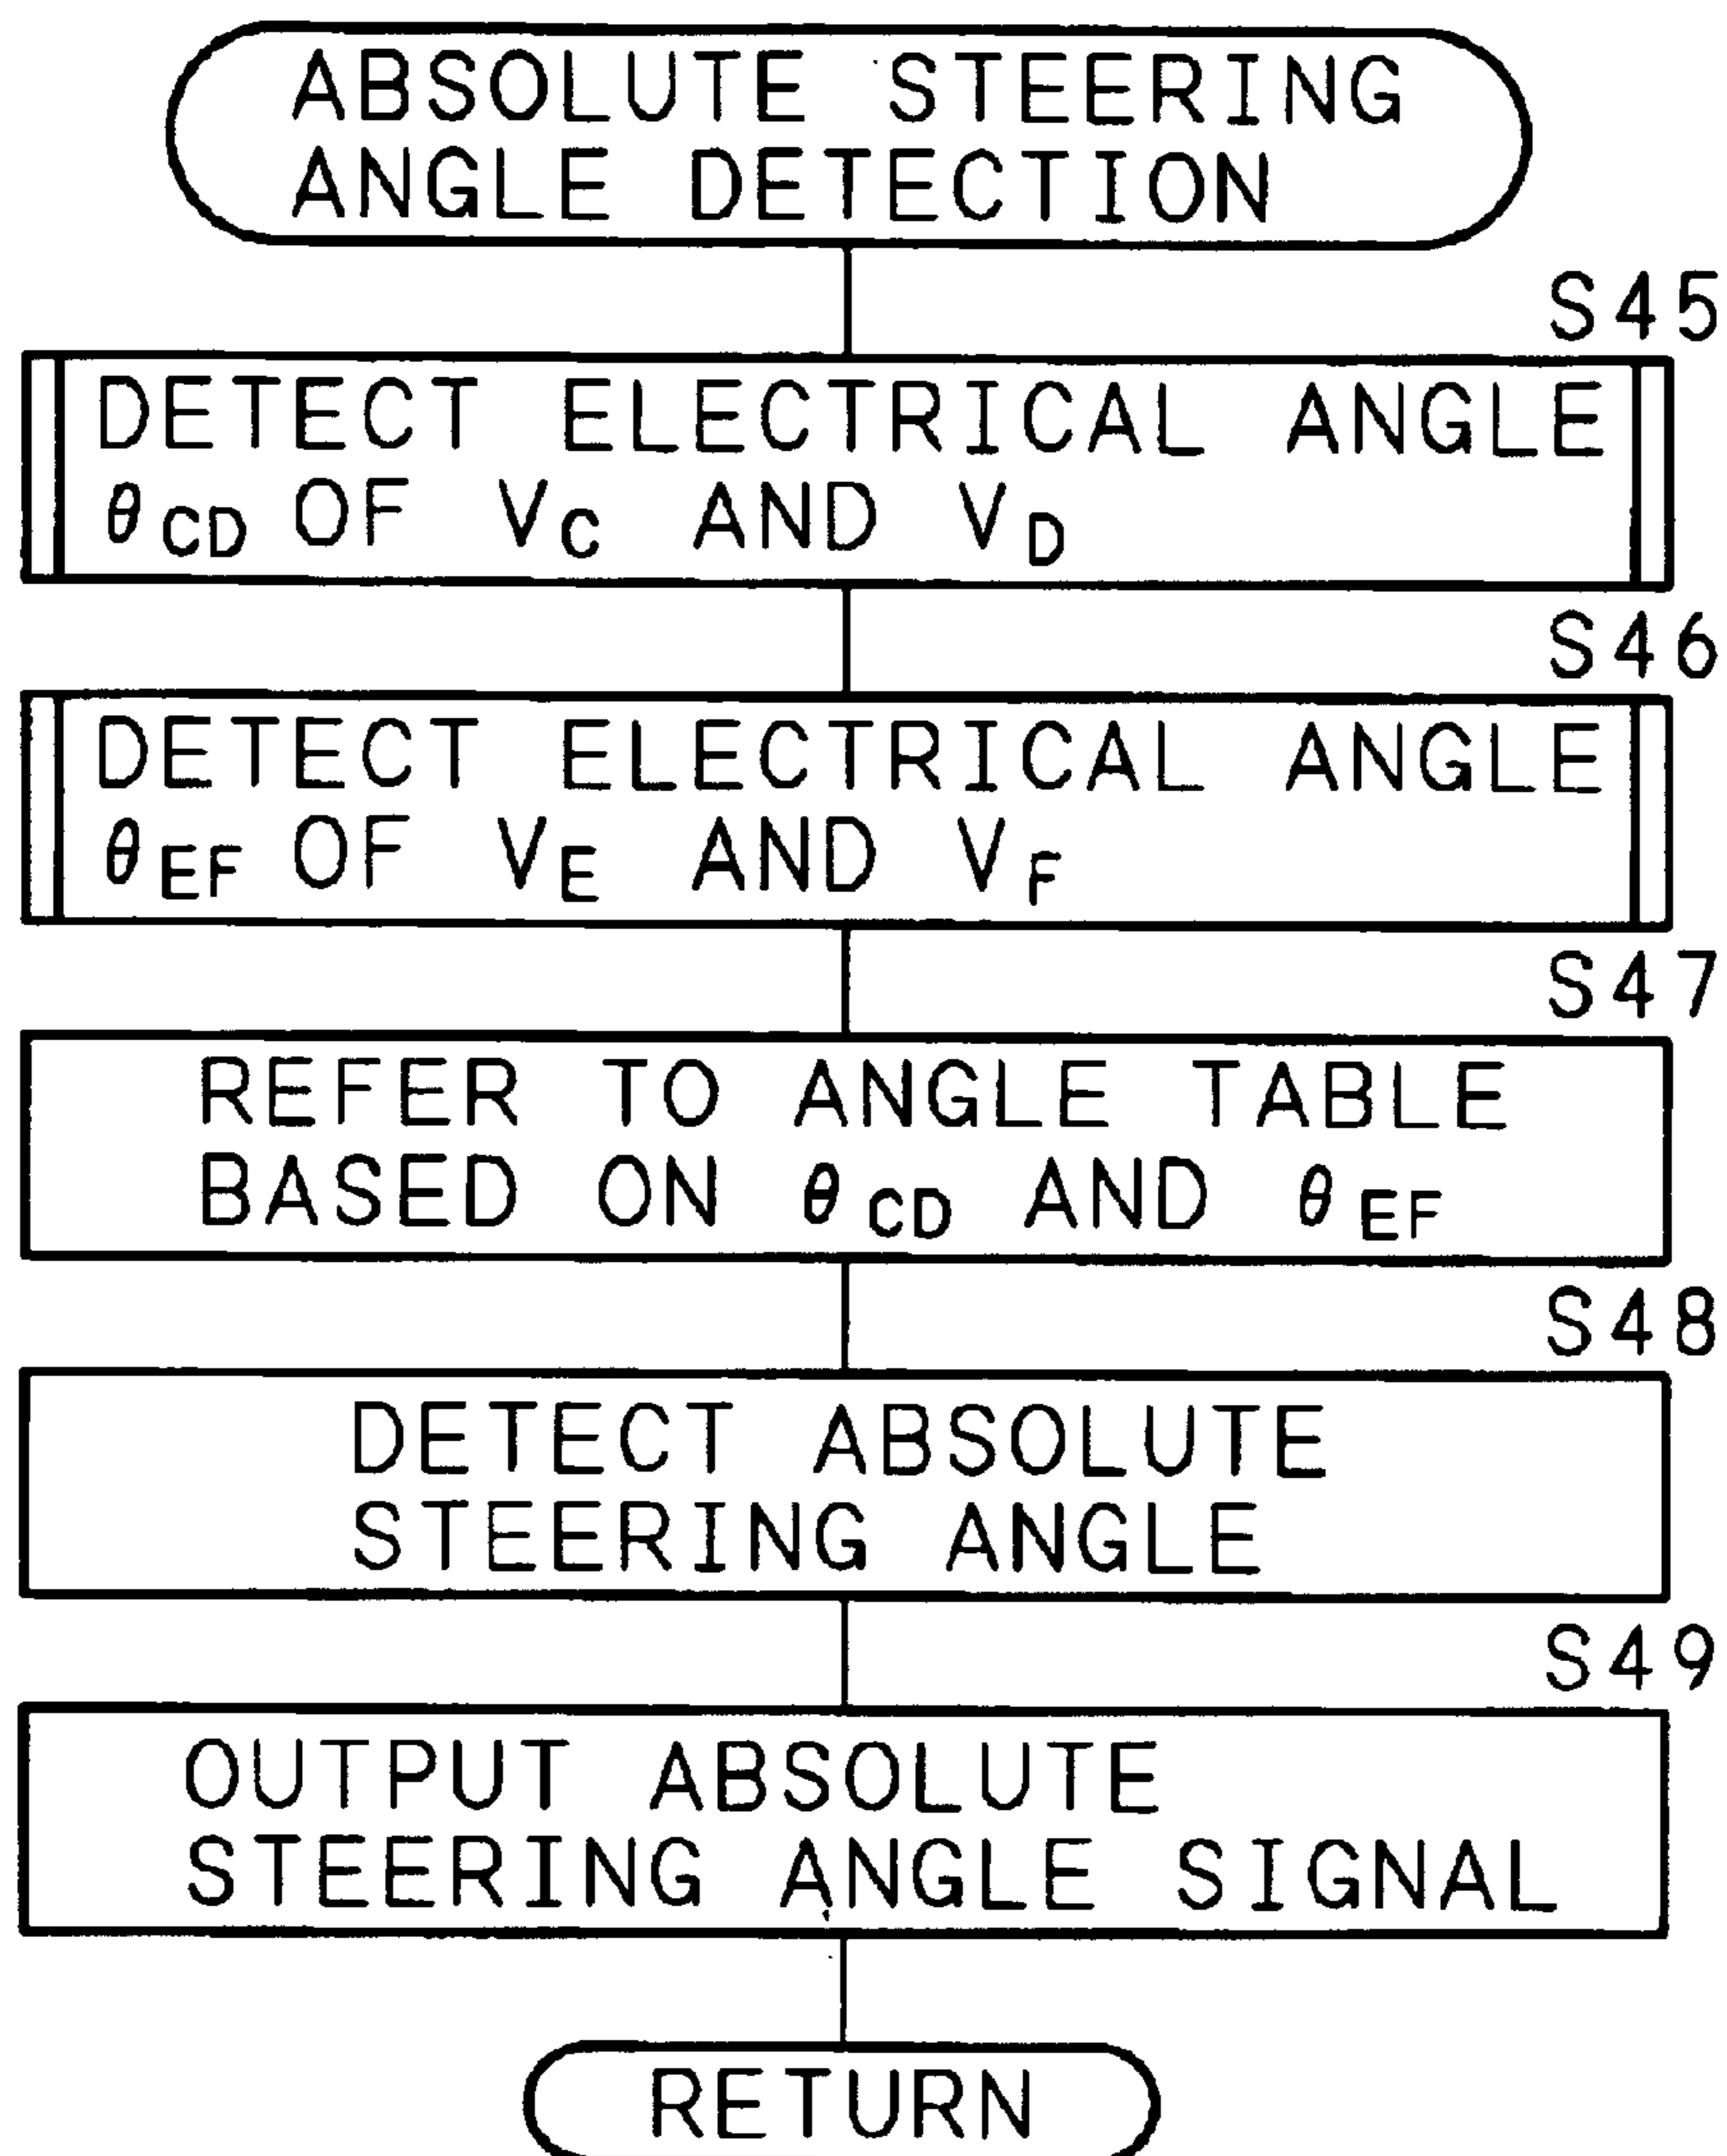 ABSOLUTE STEERING
ANGLE DETECTION
S45
DETECT ELECTRICAL ANGLE
θCD OF VC AND VD
S46
DETECT ELECTRICAL ANGLE
θEF OF VE AND VF
S47
REFER TO ANGLE TABLE
BASED ON θCD AND θEF
S48
DETECT ABSOLUTE
STEERING ANGLE
S49
OUTPUT ABSOLUTE
STEERING ANGLE SIGNAL
RETURN